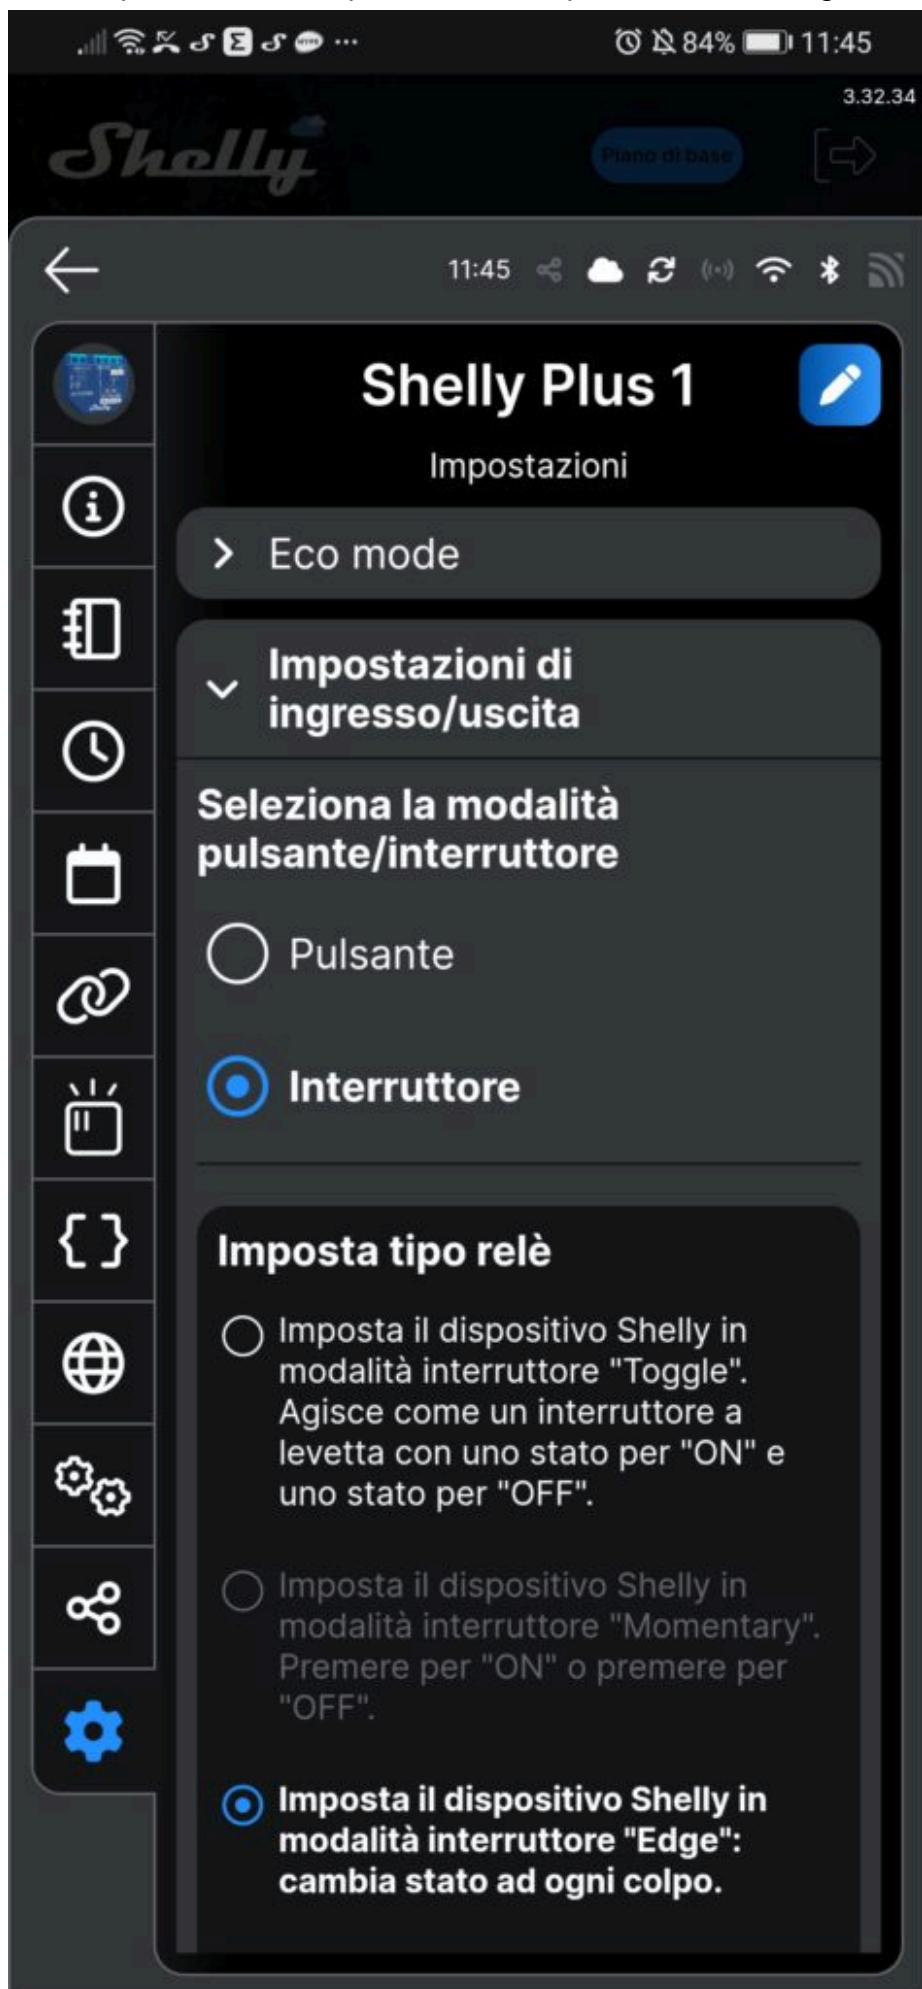 84% 11:45
3.32.34
Shelly
Piano di base
11:45
Shelly Plus 1
Impostazioni
Eco mode
Impostazioni di
ingresso/uscita
Seleziona la modalità
pulsante/interruttore
Pulsante
Interruttore
Imposta tipo relè
Imposta il dispositivo Shelly in
modalità interruttore "Toggle".
Agisce come un interruttore a
levetta con uno stato per "ON" e
uno stato per "OFF".
Imposta il dispositivo Shelly in
modalità interruttore "Momentary".
Premere per "ON" o premere per
"OFF".
Imposta il dispositivo Shelly in
modalità interruttore "Edge":
cambia stato ad ogni colpo.